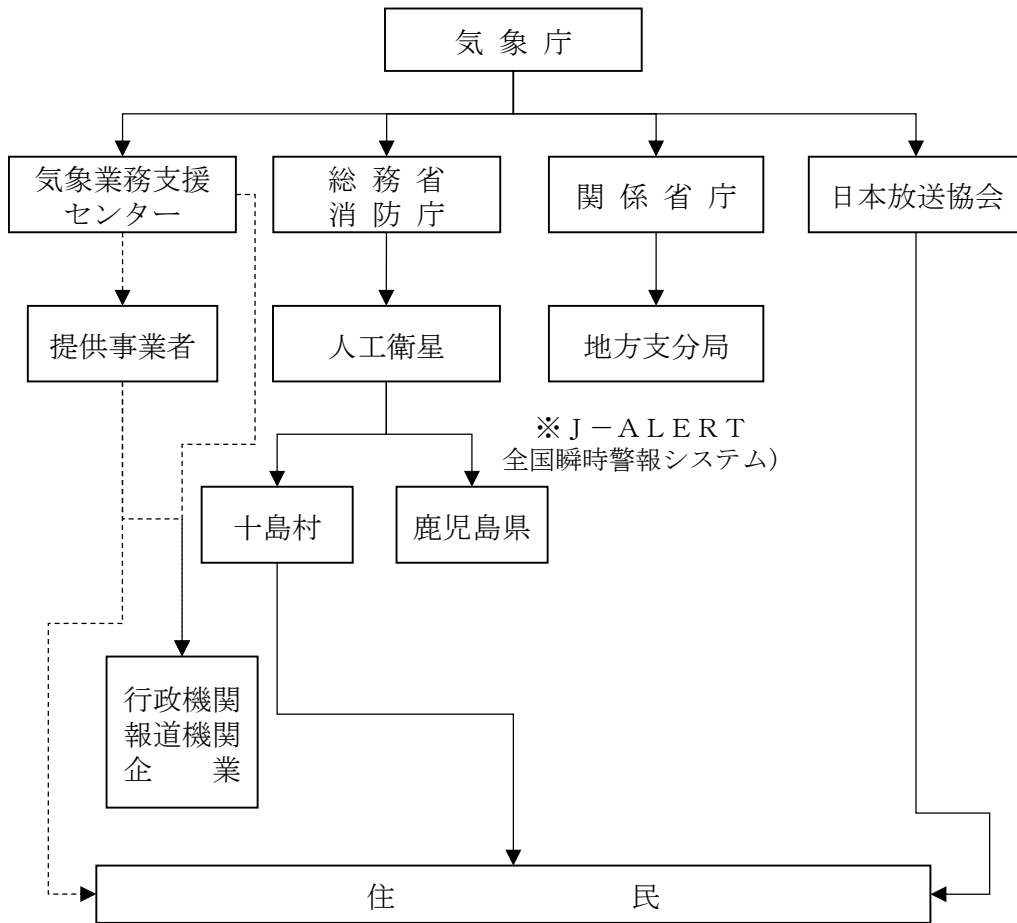 気 象 庁
気象業務支援
センター
総 務 省
消 防 庁
関 係 省 庁
日本放送協会
提供事業者
人工衛星
地方支分局
※Ｊ－ＡＬＥＲＴ
全国瞬時警報システム）
十島村
鹿児島県
行政機関
報道機関
企　　業
住　　　　　　民